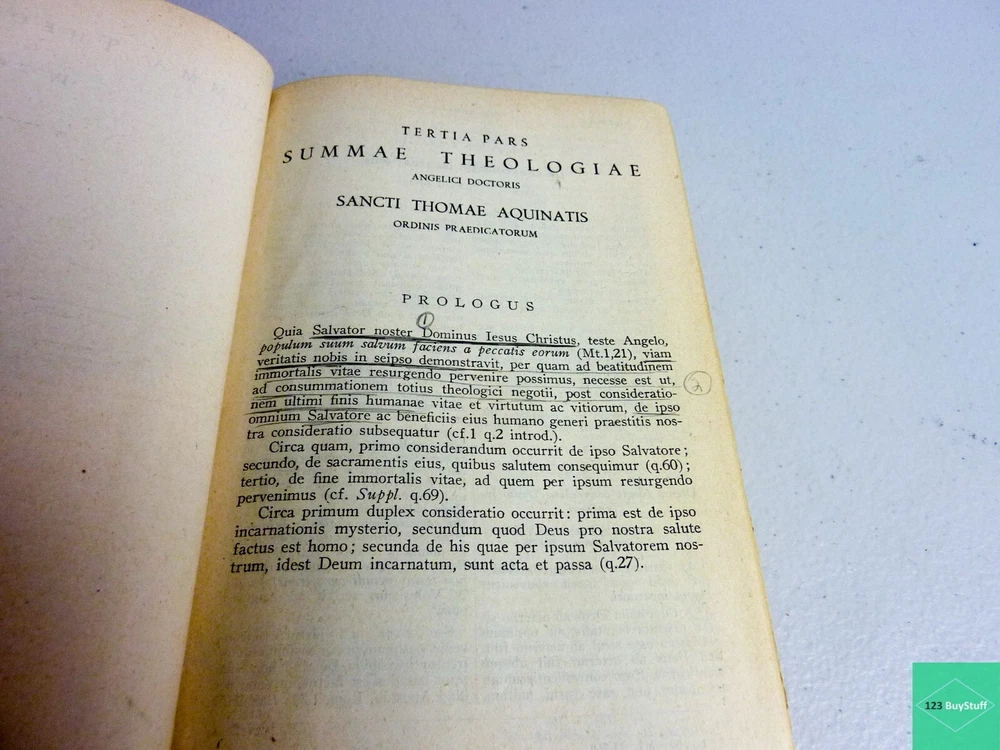 TERTIA PARS
SUMMAE THEOLOGIAE
ANGELICI DOCTORIS
SANCTI THOMAE AQUINATIS
ORDINIS PRAEDICATORUM
PROLOGUS
1
Quia Salvator noster Dominus Iesus Christus, teste Angelo,
populum suum salvum faciens a peccatis eorum (Mt.1,21), viam
veritatis nobis in seipso demonstravit, per quam ad beatitudinem
immortalis vitae resurgendo pervenire possimus, necesse est ut,
ad consummationem totius theologici negotii, post consideratio-
nem ultimi finis humanae vitae et virtutum ac vitiorum, de ipso
omnium Salvatore ac beneficiis eius humano generi praestitis nos-
tra consideratio subsequatur (cf.1 q.2 introd.).
Circa quam, primo considerandum occurrit de ipso Salvatore;
secundo, de sacramentis eius, quibus salutem consequimur (q.60);
tertio, de fine immortalis vitae, ad quem per ipsum resurgendo
pervenimus (cf. Suppl. q.69).
Circa primum duplex consideratio occurrit: prima est de ipso
incarnationis mysterio, secundum quod Deus pro nostra salute
factus est homo; secunda de his quae per ipsum Salvatorem nos-
trum, idest Deum incarnatum, sunt acta et passa (q.27).
123 BuyStuff